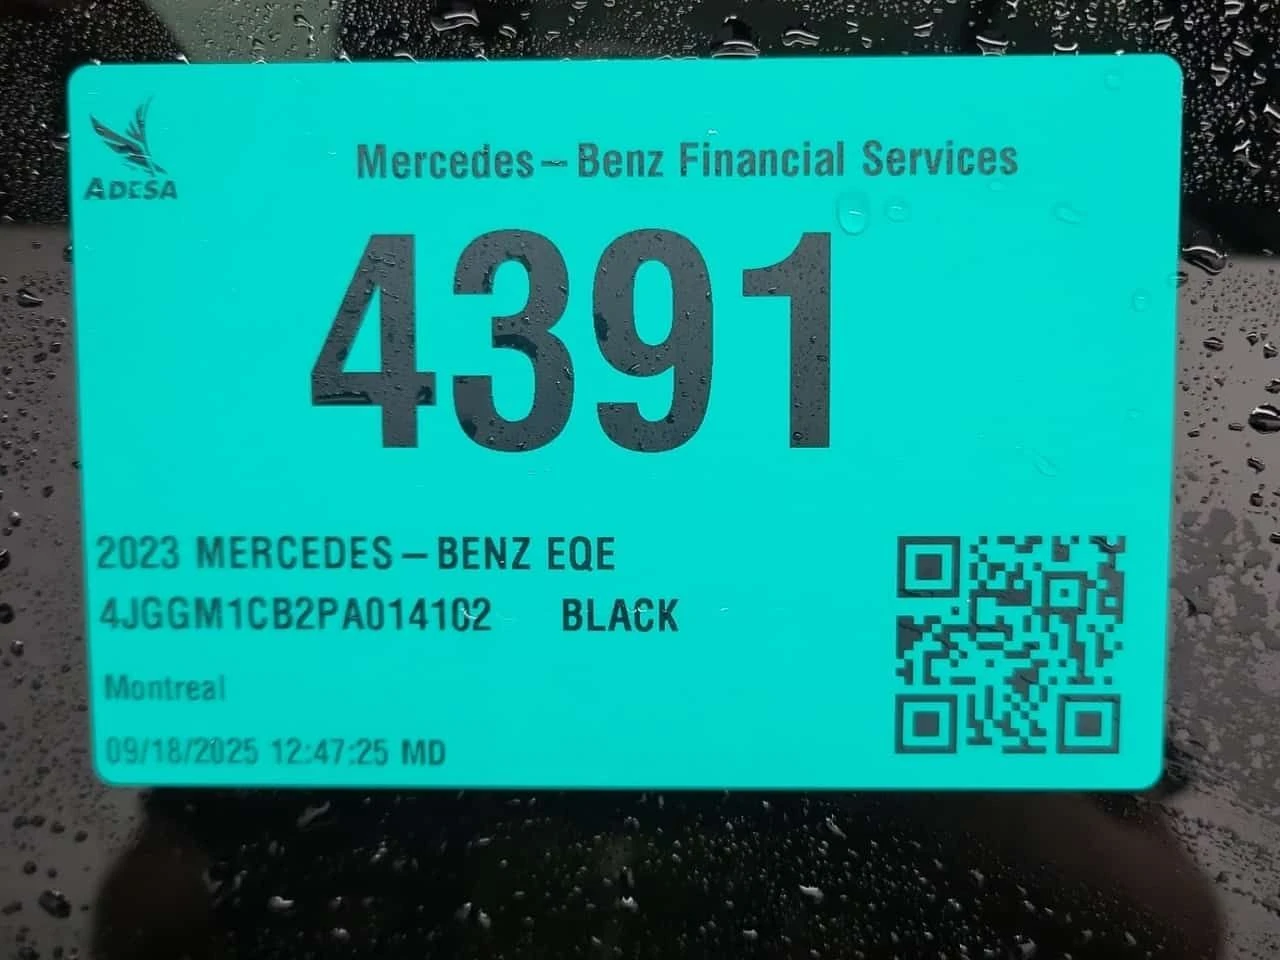 ADESA
Mercedes-Benz Financial Services
4391
2023 MERCEDES-BENZ EQE
4JGGM1CB2PA014102 BLACK
Montreal
09/18/2025 12:47:25 MD